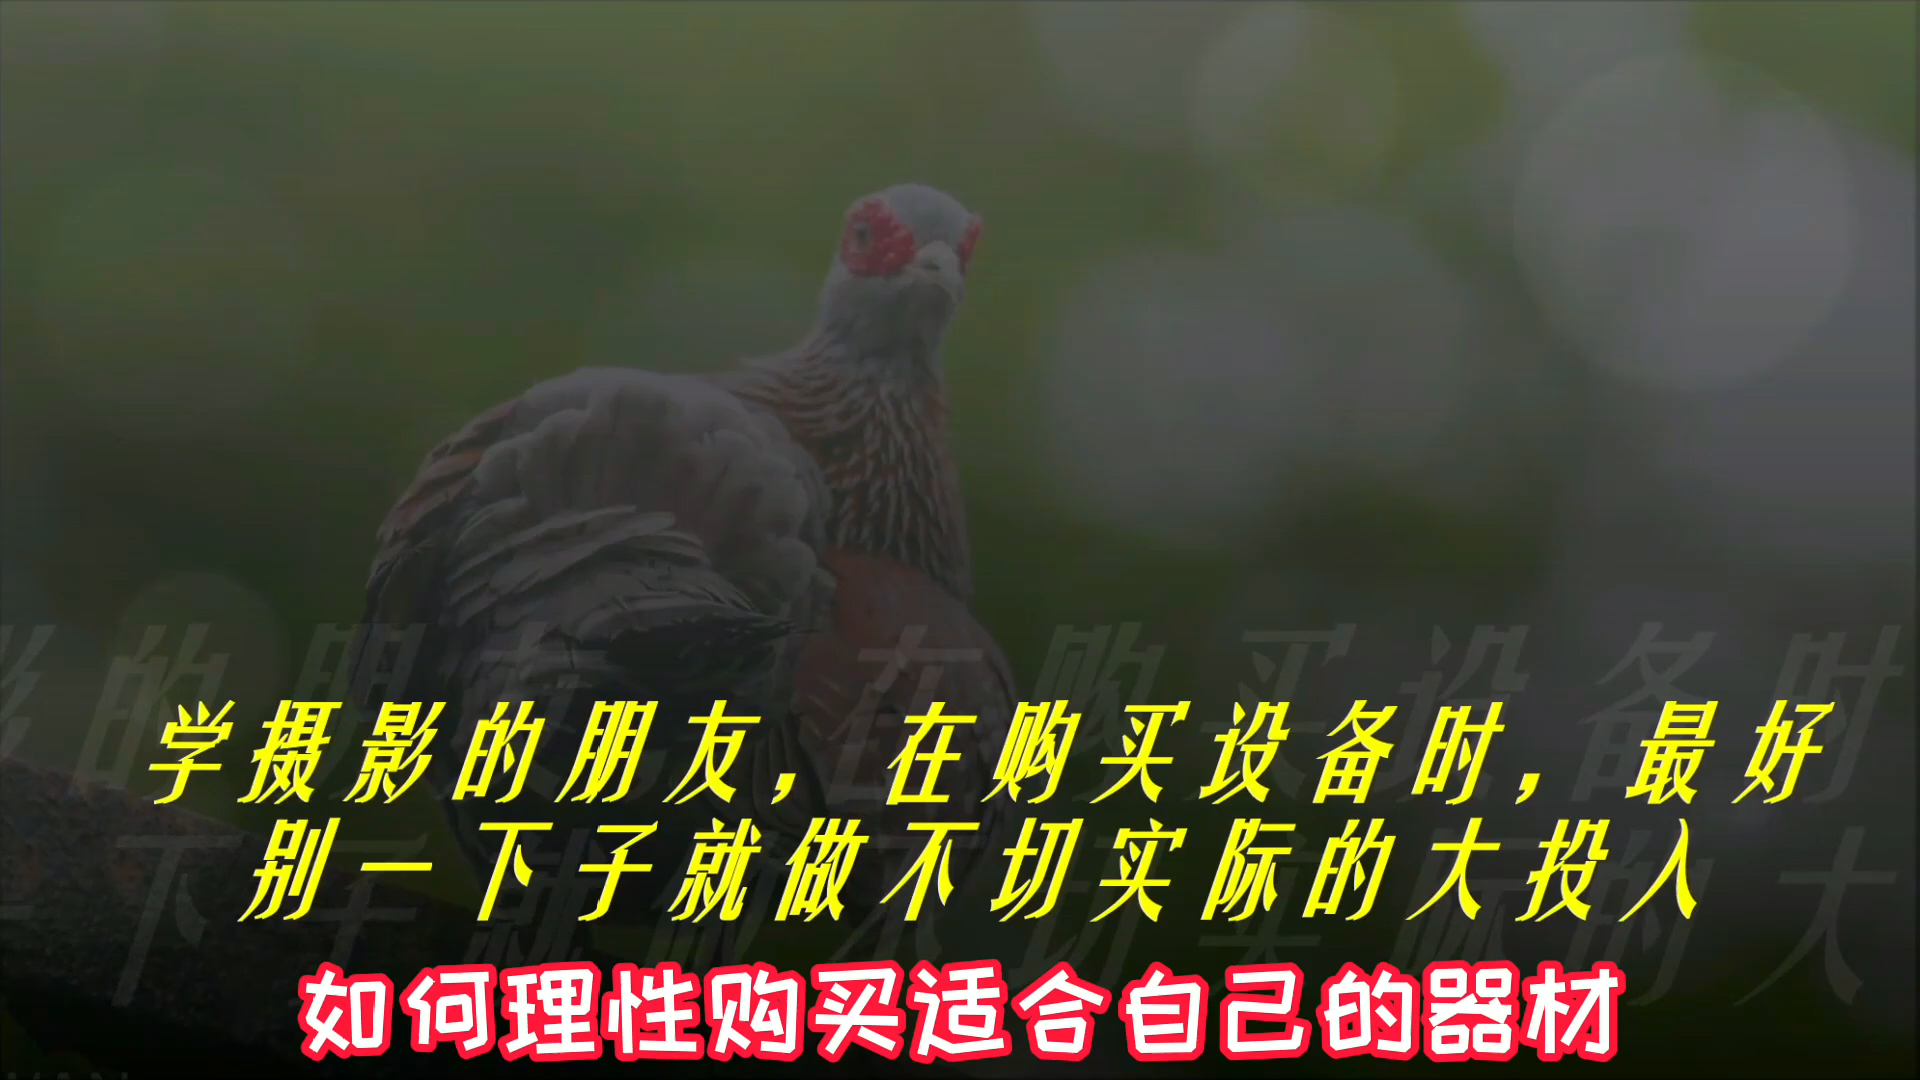 学摄影的朋友，在购买设备时，最好
别一下子就做不切实际的大投入
如何理性购买适合自己的器材